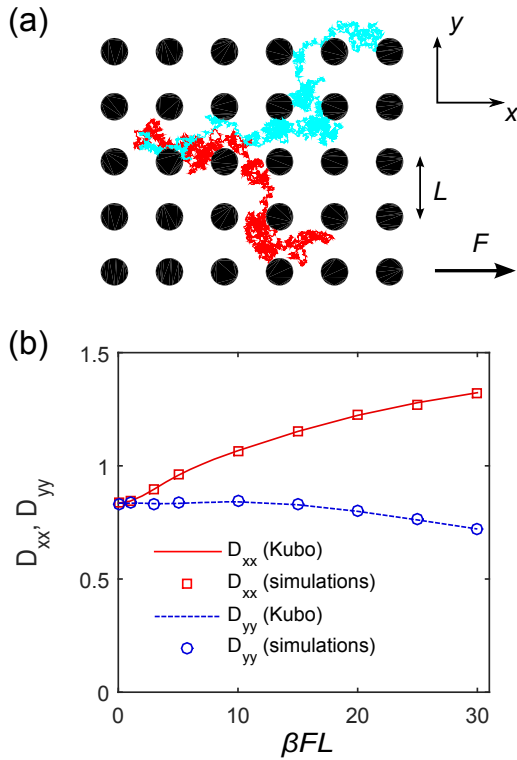 (a)
y
x
L
F
(b)
1.5
1
0.5
0
D_xx, D_yy
D_xx (Kubo)
D_xx (simulations)
D_yy (Kubo)
D_yy (simulations)
0 10 20 30
βFL